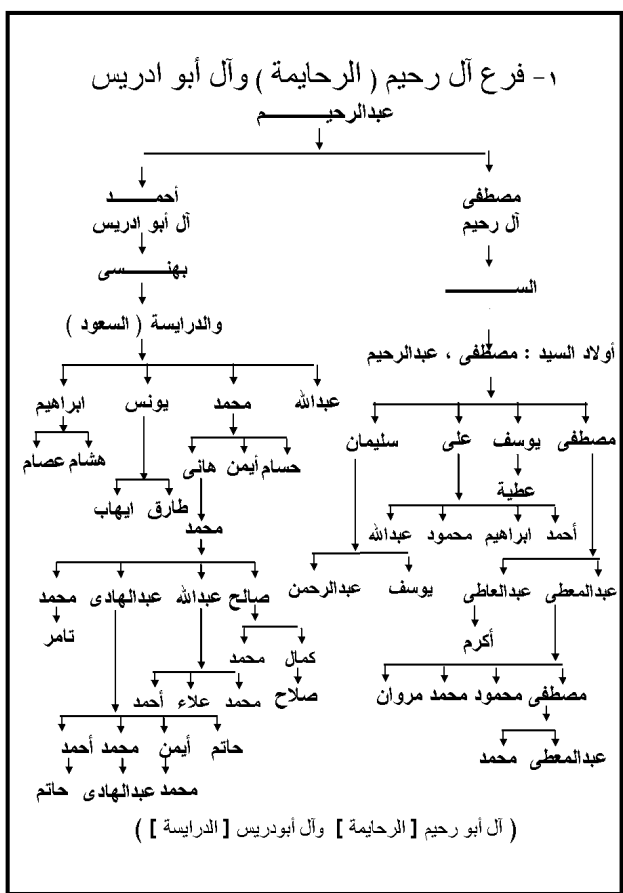 ١- فرع آل رحيم ( الرحايمة ) وآل أبو ادريس
عبدالرحيـــــــم
مصطفى أحمـــــــد
آل رحيم آل أبو ادريس
بهنـــــــسى
الســـــــ
والدرايسة ( السعود )
أولاد السيد : مصطفى ، عبدالرحيم
عبدالله محمد يونس ابراهيم
مصطفى يوسف على سليمان
حسام أيمن هانى هشام عصام
عطية
طارق ايهاب
محمد
أحمد ابراهيم محمود عبدالله
يوسف عبدالرحمن
عبدالمعطى عبدالعاطى صالح عبدالله عبدالهادى محمد
أكرم تامر
كمال محمد
مصطفى محمود محمد مروان صلاح محمد علاء أحمد
عبدالمعطى محمد حاتم أيمن محمد أحمد
محمد عبدالهادى حاتم
( آل أبو رحيم [ الرحايمة ] وآل أبودريس [ الدرايسة ] )